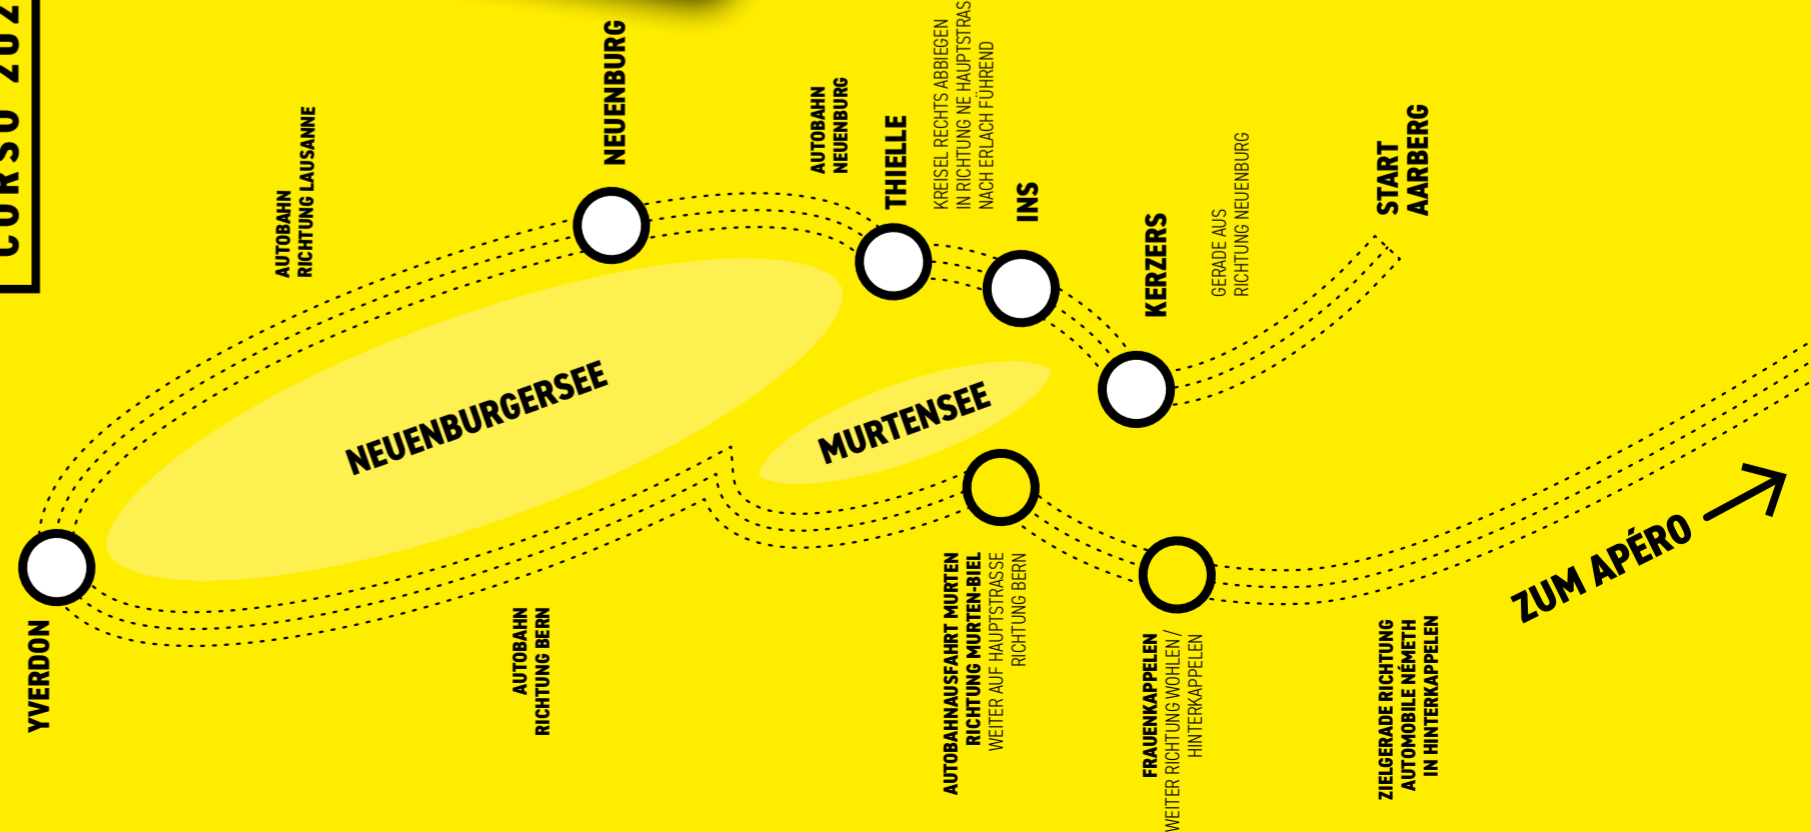 CORSO 202
AUTOBAHN
RICHTUNG LAUSANNE
NEUENBURG
AUTOBAHN
NEUENBURG
THIELLE
KREISEL RECHTS ABBIEGEN
IN RICHTUNG NE HAUPTSTRAS
NACH ERLACH FÜHREND
INS
KERZERS
GERADE AUS
RICHTUNG NEUENBURG
START
AARBERG
NEUENBURGERSEE
MURTENSEE
YVERDON
AUTOBAHN
RICHTUNG BERN
AUTOBAHNAUSFAHRT MURTEN
RICHTUNG MURTEN-BIEL
WEITER AUF HAUPTSTRASSE
RICHTUNG BERN
FRAUENKAPPELEN
WEITER RICHTUNG WOHLEN /
HINTERKAPPELEN
ZIELGERADE RICHTUNG
AUTOMOBILE NÉMETH
IN HINTERKAPPELEN
ZUM APÉRO